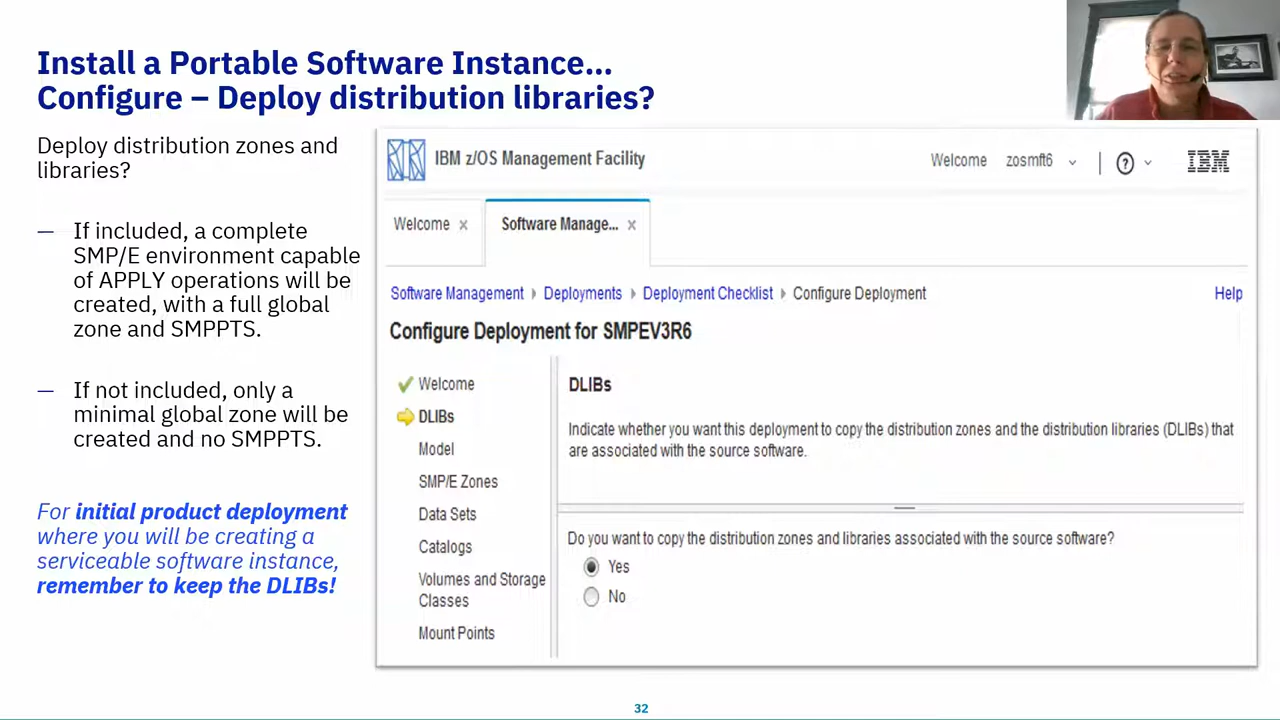 Install a Portable Software Instance...
Configure – Deploy distribution libraries?
Deploy distribution zones and
libraries?
— If included, a complete
SMP/E environment capable
of APPLY operations will be
created, with a full global
zone and SMPPTS.
— If not included, only a
minimal global zone will be
created and no SMPPTS.
For initial product deployment
where you will be creating a
serviceable software instance,
remember to keep the DLIBs!
IBM z/OS Management Facility
Welcome zosmft6
IBM
Welcome
Software Manage...
Software Management Deployments Deployment Checklist Configure Deployment
Help
Configure Deployment for SMPEV3R6
Welcome
DLIBs
Model
SMP/E Zones
Data Sets
Catalogs
Volumes and Storage
Classes
Mount Points
DLIBs
Indicate whether you want this deployment to copy the distribution zones and the distribution libraries (DLIBs) that
are associated with the source software.
Do you want to copy the distribution zones and libraries associated with the source software?
Yes
No
32